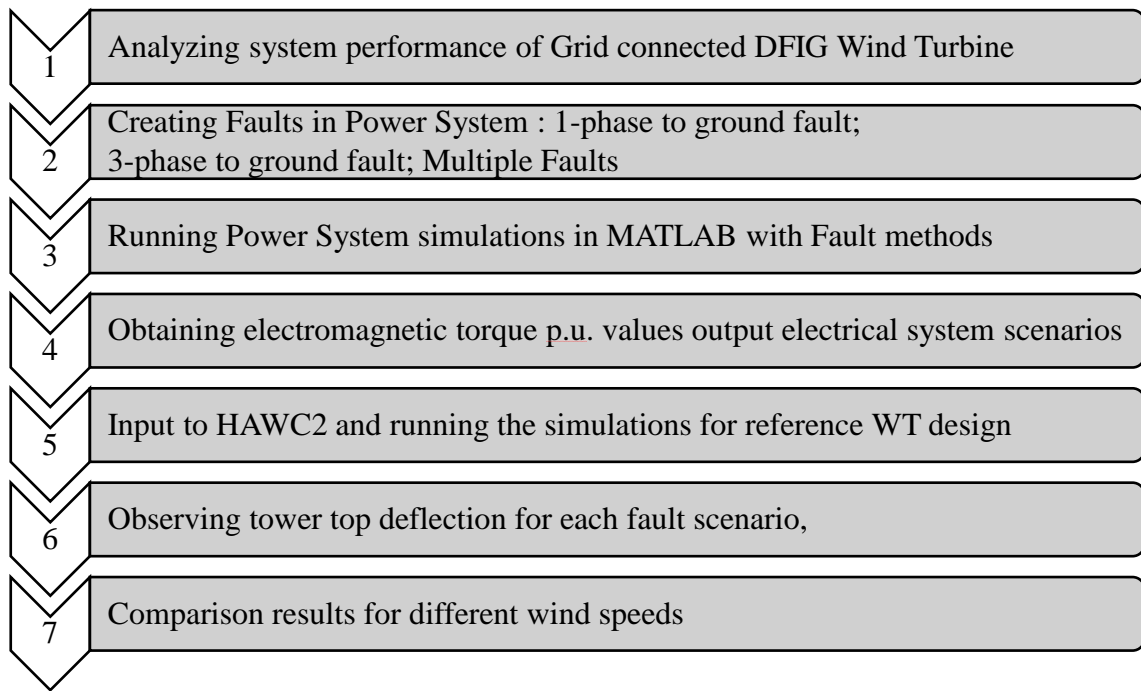 1
Analyzing system performance of Grid connected DFIG Wind Turbine
2
Creating Faults in Power System : 1-phase to ground fault;
3-phase to ground fault; Multiple Faults
3
Running Power System simulations in MATLAB with Fault methods
4
Obtaining electromagnetic torque p.u. values output electrical system scenarios
5
Input to HAWC2 and running the simulations for reference WT design
6
Observing tower top deflection for each fault scenario,
7
Comparison results for different wind speeds